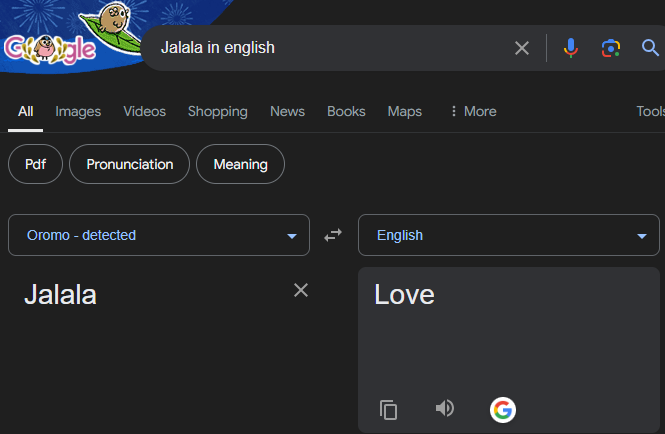 Google
Jalala in english
All Images Videos Shopping News Books Maps More Tools
Pdf Pronunciation Meaning
Oromo - detected English
Jalala Love
G